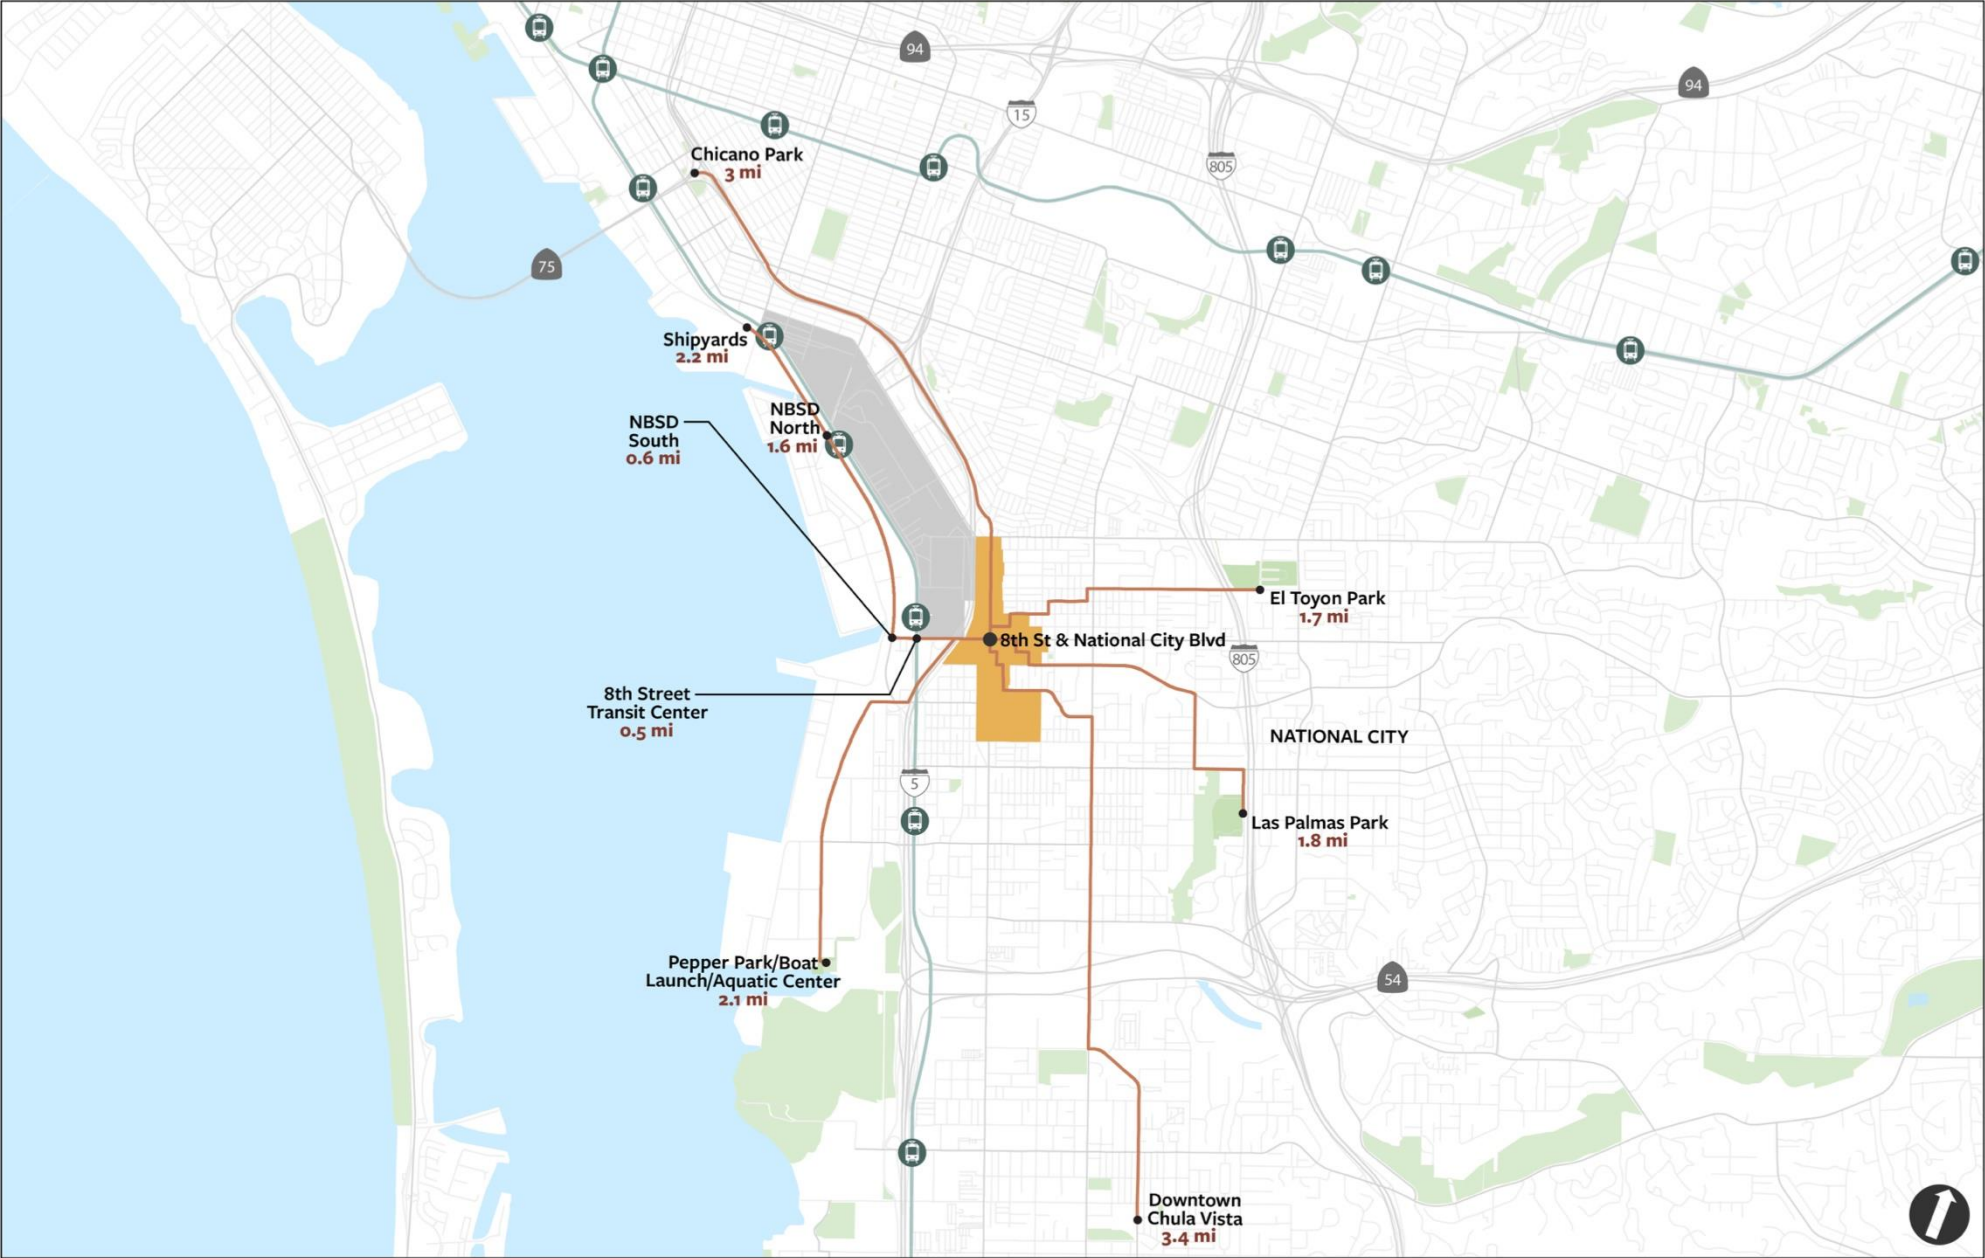 94
94
15
Chicano Park
3 mi
805
75
Shipyards
2.2 mi
NBSD
North
1.6 mi
NBSD
South
0.6 mi
El Toyon Park
1.7 mi
8th St & National City Blvd
805
8th Street
Transit Center
0.5 mi
NATIONAL CITY
5
Las Palmas Park
1.8 mi
Pepper Park/Boat
Launch/Aquatic Center
2.1 mi
54
Downtown
Chula Vista
3.4 mi